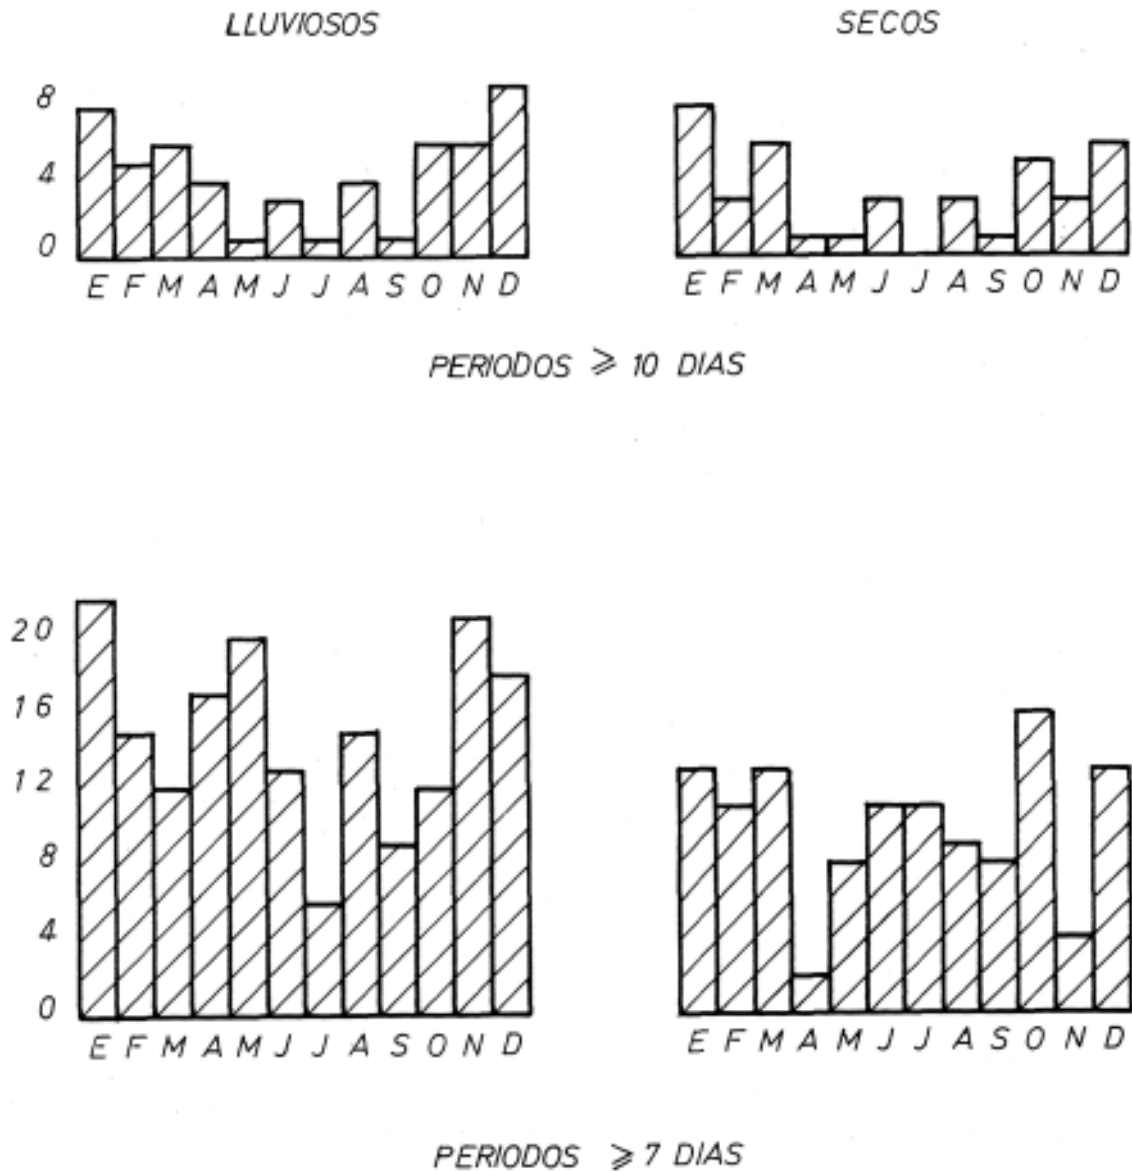 LLUVIOSOS
SECOS
8
4
0
E F M A M J J A S O N D
E F M A M J J A S O N D
PERIODOS ⩾ 10 DIAS
20
16
12
8
4
0
E F M A M J J A S O N D
E F M A M J J A S O N D
PERIODOS ⩾ 7 DIAS